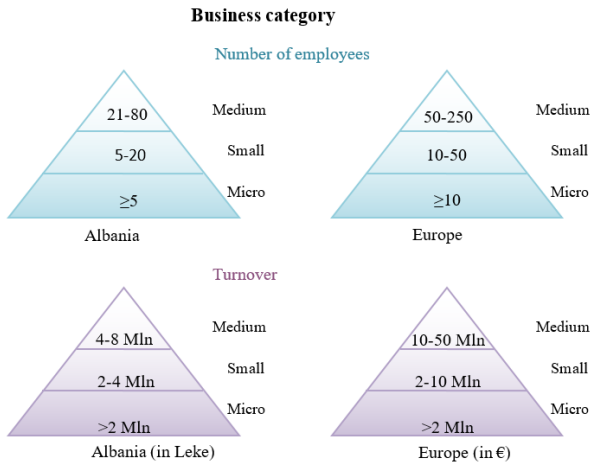 Business category
Number of employees
21-80 Medium
5-20 Small
≥5 Micro
Albania
50-250 Medium
10-50 Small
≥10 Micro
Europe
Turnover
4-8 Mln Medium
2-4 Mln Small
>2 Mln Micro
Albania (in Leke)
10-50 Mln Medium
2-10 Mln Small
>2 Mln Micro
Europe (in €)